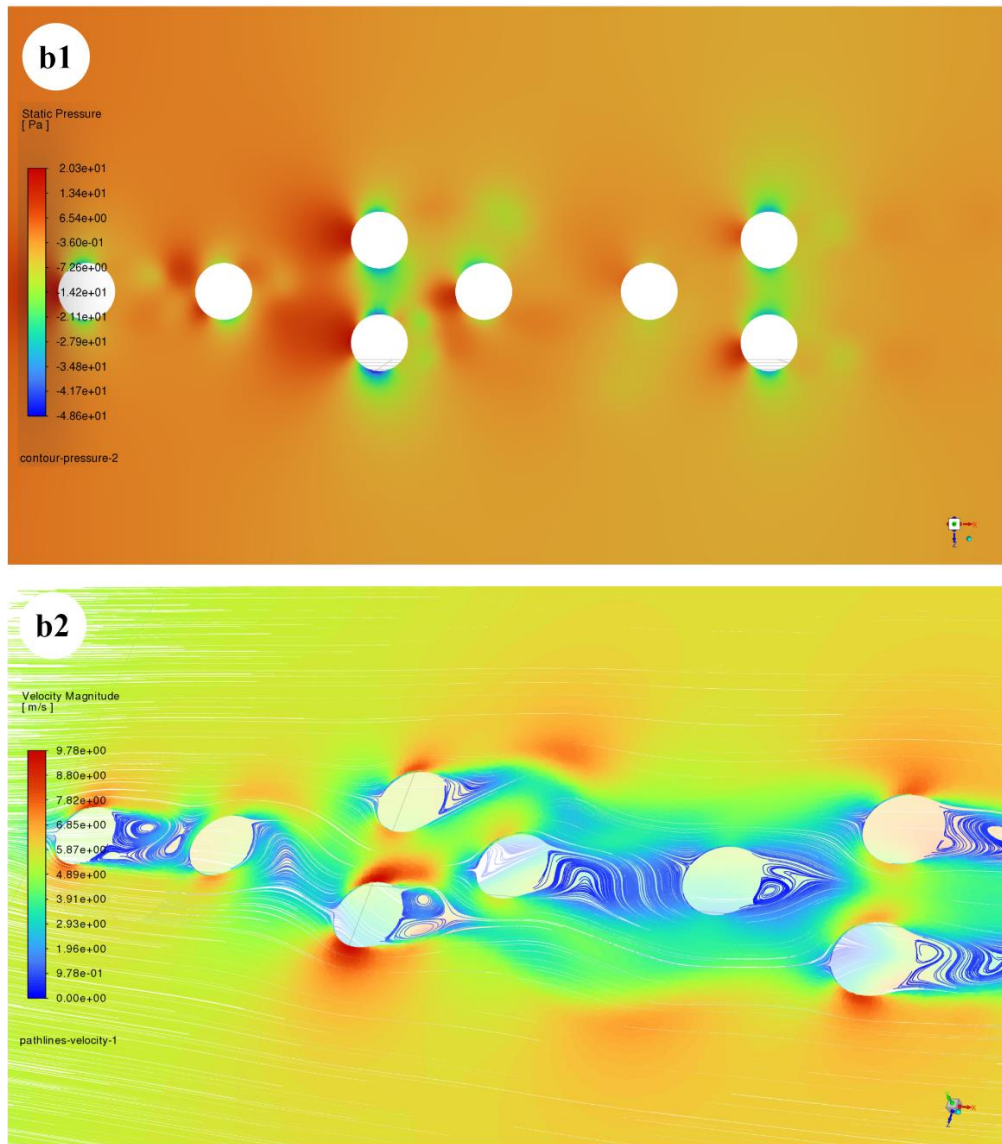 b1
Static Pressure
[ Pa ]
2.03e+01
1.34e+01
6.54e+00
-3.60e-01
-7.26e+00
-1.42e+01
-2.11e+01
-2.79e+01
-3.48e+01
-4.17e+01
-4.86e+01
contour-pressure-2
X
Z
b2
Velocity Magnitude
[ m/s ]
9.78e+00
8.80e+00
7.82e+00
6.85e+00
5.87e+00
4.89e+00
3.91e+00
2.93e+00
1.96e+00
9.78e-01
0.00e+00
pathlines-velocity-1
X
Z